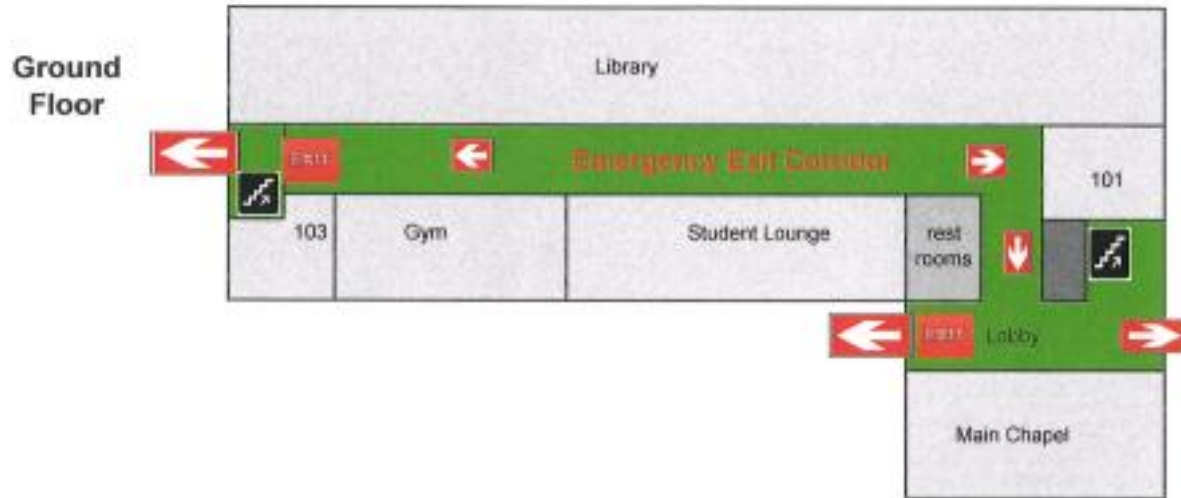 Ground
Floor
Library
EXIT
Emergency Exit Corridor
101
103
Gym
Student Lounge
rest
rooms
EXIT
Lobby
Main Chapel